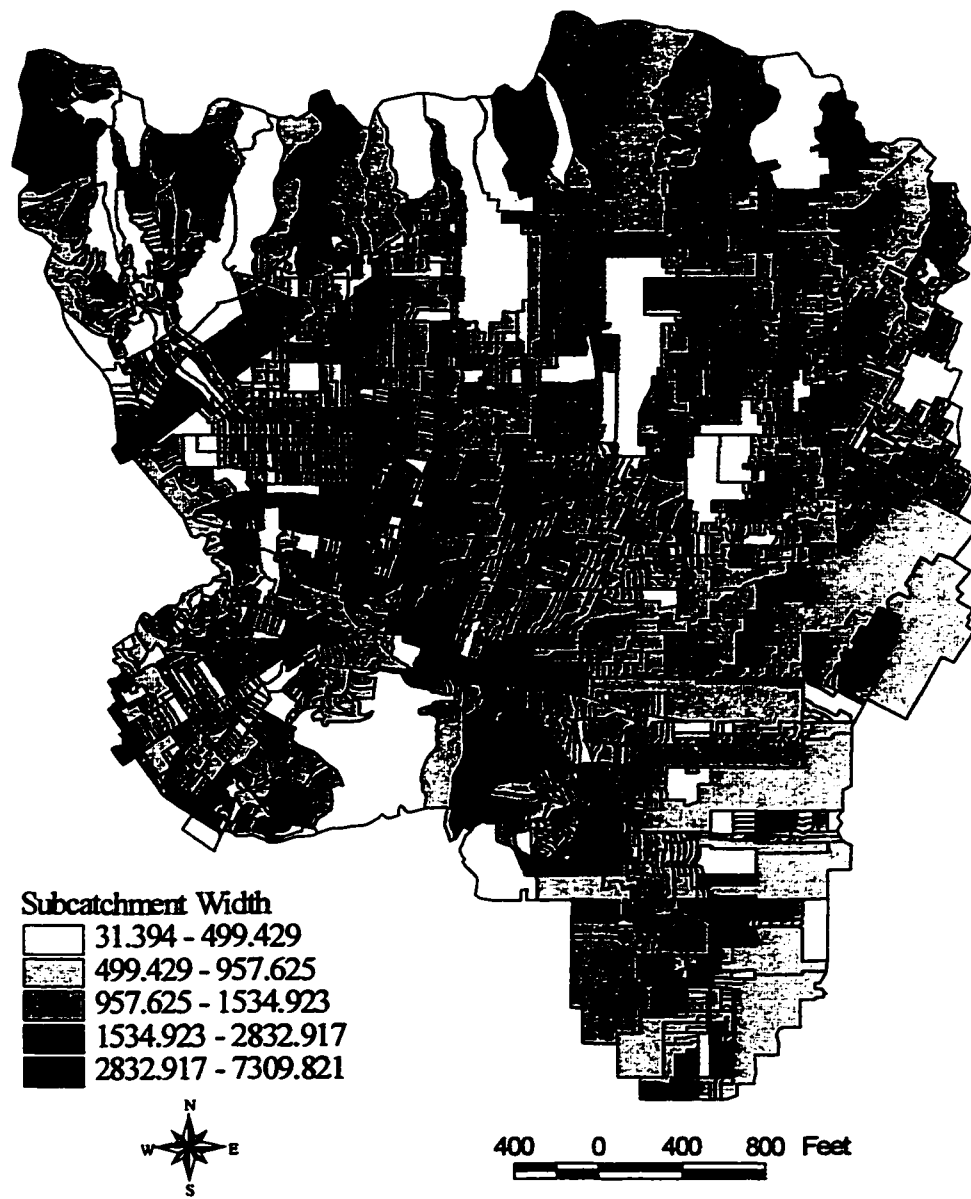 Subcatchment Width
31.394 - 499.429
499.429 - 957.625
957.625 - 1534.923
1534.923 - 2832.917
2832.917 - 7309.821
N
W E
S
400 0 400 800 Feet